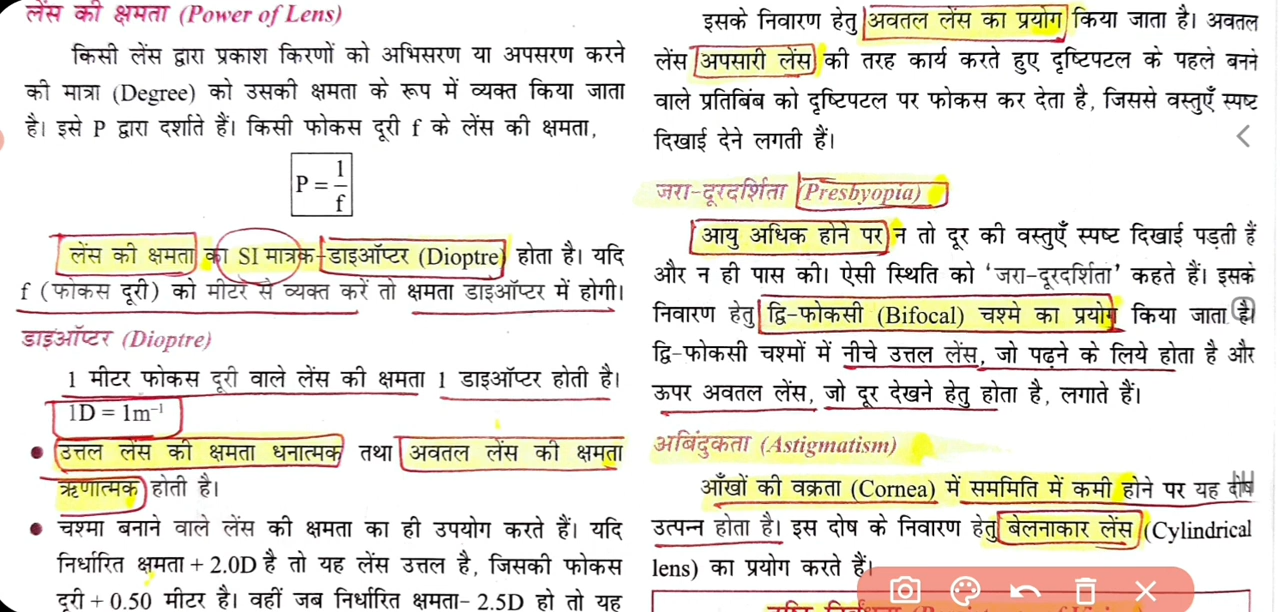 लेंस की क्षमता (Power of Lens)
किसी लेंस द्वारा प्रकाश किरणों को अभिसरण या अपसरण करने
की मात्रा (Degree) को उसकी क्षमता के रूप में व्यक्त किया जाता
है। इसे P द्वारा दर्शाते हैं। किसी फोकस दूरी f के लेंस की क्षमता,
P = 1/f
लेंस की क्षमता का SI मात्रक डाइऑप्टर (Dioptre) होता है। यदि
f (फोकस दूरी) को मीटर से व्यक्त करें तो क्षमता डाइऑप्टर में होगी।
डाइऑप्टर (Dioptre)
1 मीटर फोकस दूरी वाले लेंस की क्षमता 1 डाइऑप्टर होती है।
1D = 1m⁻¹
● उत्तल लेंस की क्षमता धनात्मक तथा अवतल लेंस की क्षमता
ऋणात्मक होती है।
● चश्मा बनाने वाले लेंस की क्षमता का ही उपयोग करते हैं। यदि
निर्धारित क्षमता + 2.0D है तो यह लेंस उत्तल है, जिसकी फोकस
दूरी + 0.50 मीटर है। वहीं जब निर्धारित क्षमता– 2.5D हो तो यह
इसके निवारण हेतु अवतल लेंस का प्रयोग किया जाता है। अवतल
लेंस अपसारी लेंस की तरह कार्य करते हुए दृष्टिपटल के पहले बनने
वाले प्रतिबिंब को दृष्टिपटल पर फोकस कर देता है, जिससे वस्तुएँ स्पष्ट
दिखाई देने लगती हैं।
जरा-दूरदर्शिता (Presbyopia)
आयु अधिक होने पर न तो दूर की वस्तुएँ स्पष्ट दिखाई पड़ती हैं
और न ही पास की। ऐसी स्थिति को 'जरा-दूरदर्शिता' कहते हैं। इसके
निवारण हेतु द्वि-फोकसी (Bifocal) चश्मे का प्रयोग किया जाता है।
द्वि-फोकसी चश्मों में नीचे उत्तल लेंस, जो पढ़ने के लिये होता है और
ऊपर अवतल लेंस, जो दूर देखने हेतु होता है, लगाते हैं।
अबिंदुकता (Astigmatism)
आँखों की वक्रता (Cornea) में सममिति में कमी होने पर यह दोष
उत्पन्न होता है। इस दोष के निवारण हेतु बेलनाकार लेंस (Cylindrical
lens) का प्रयोग करते हैं।